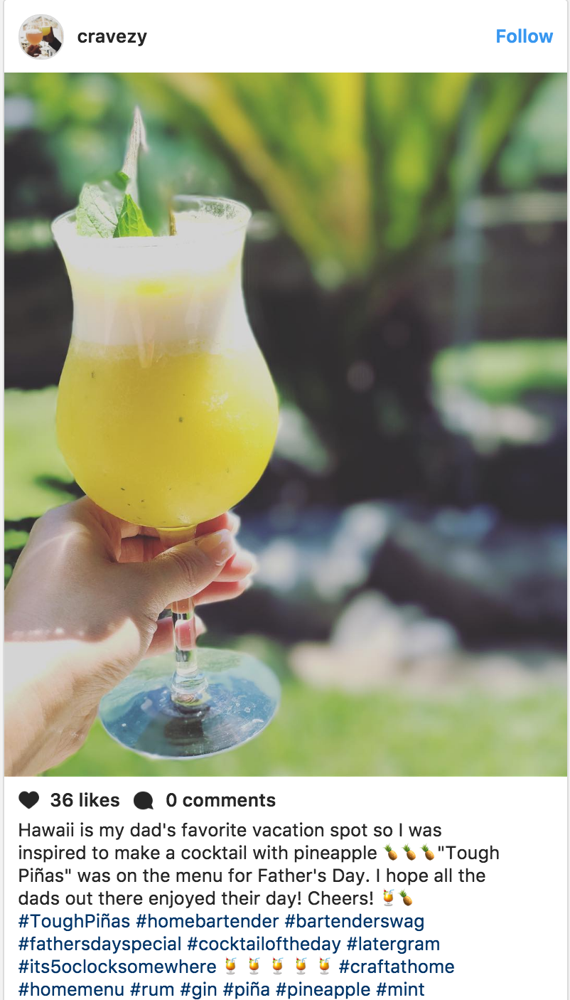 cravezy
Follow
36 likes 0 comments
Hawaii is my dad's favorite vacation spot so I was
inspired to make a cocktail with pineapple 🍍🍍🍍"Tough
Piñas" was on the menu for Father's Day. I hope all the
dads out there enjoyed their day! Cheers! 🍹🍍
#ToughPiñas #homebartender #bartenderswag
#fathersdayspecial #cocktailoftheday #latergram
#its5oclocksomewhere 🍹 🍹 🍹 🍹 🍹 #craftathome
#homemenu #rum #gin #piña #pineapple #mint